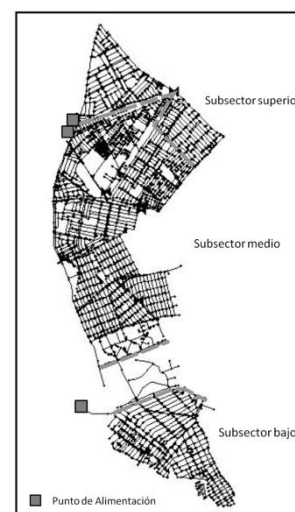 Subsector superio
Subsector medio
Subsector bajo
Punto de Alimentación